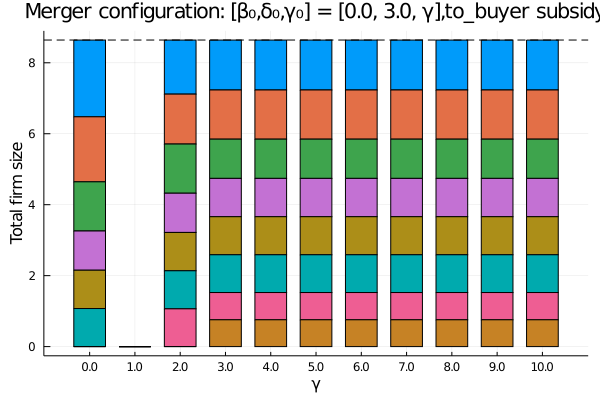 Merger configuration: [β₀,δ₀,γ₀] = [0.0, 3.0, γ],to_buyer subsidy
Total firm size
8
6
4
2
0
0.0 1.0 2.0 3.0 4.0 5.0 6.0 7.0 8.0 9.0 10.0
γ